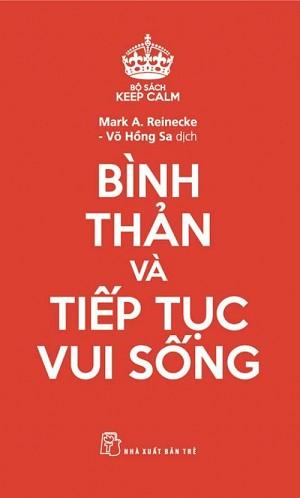 BỘ SÁCH
KEEP CALM
Mark A. Reinecke
- Võ Hồng Sa dịch
BÌNH
THẢN
VÀ
TIẾP TỤC
VUI SỐNG
NHÀ XUẤT BẢN TRẺ